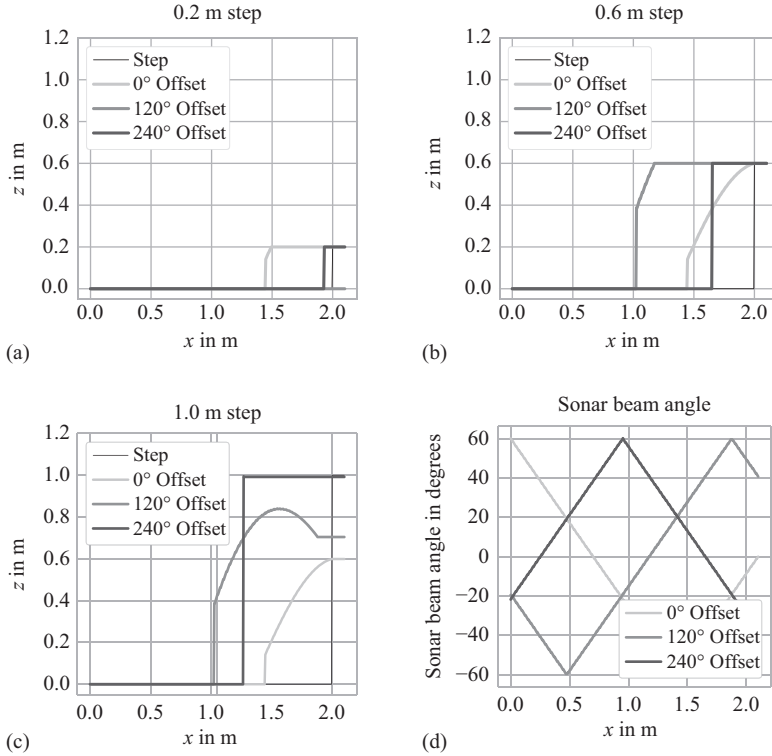 0.2 m step
1.2
1.0
0.8
0.6
0.4
0.2
0.0
z in m
Step
0° Offset
120° Offset
240° Offset
0.0 0.5 1.0 1.5 2.0
x in m
(a)
0.6 m step
1.2
1.0
0.8
0.6
0.4
0.2
0.0
z in m
Step
0° Offset
120° Offset
240° Offset
0.0 0.5 1.0 1.5 2.0
x in m
(b)
1.0 m step
1.2
1.0
0.8
0.6
0.4
0.2
0.0
z in m
Step
0° Offset
120° Offset
240° Offset
0.0 0.5 1.0 1.5 2.0
x in m
(c)
Sonar beam angle
60
40
20
0
−20
−40
−60
Sonar beam angle in degrees
0° Offset
120° Offset
240° Offset
0.0 0.5 1.0 1.5 2.0
x in m
(d)